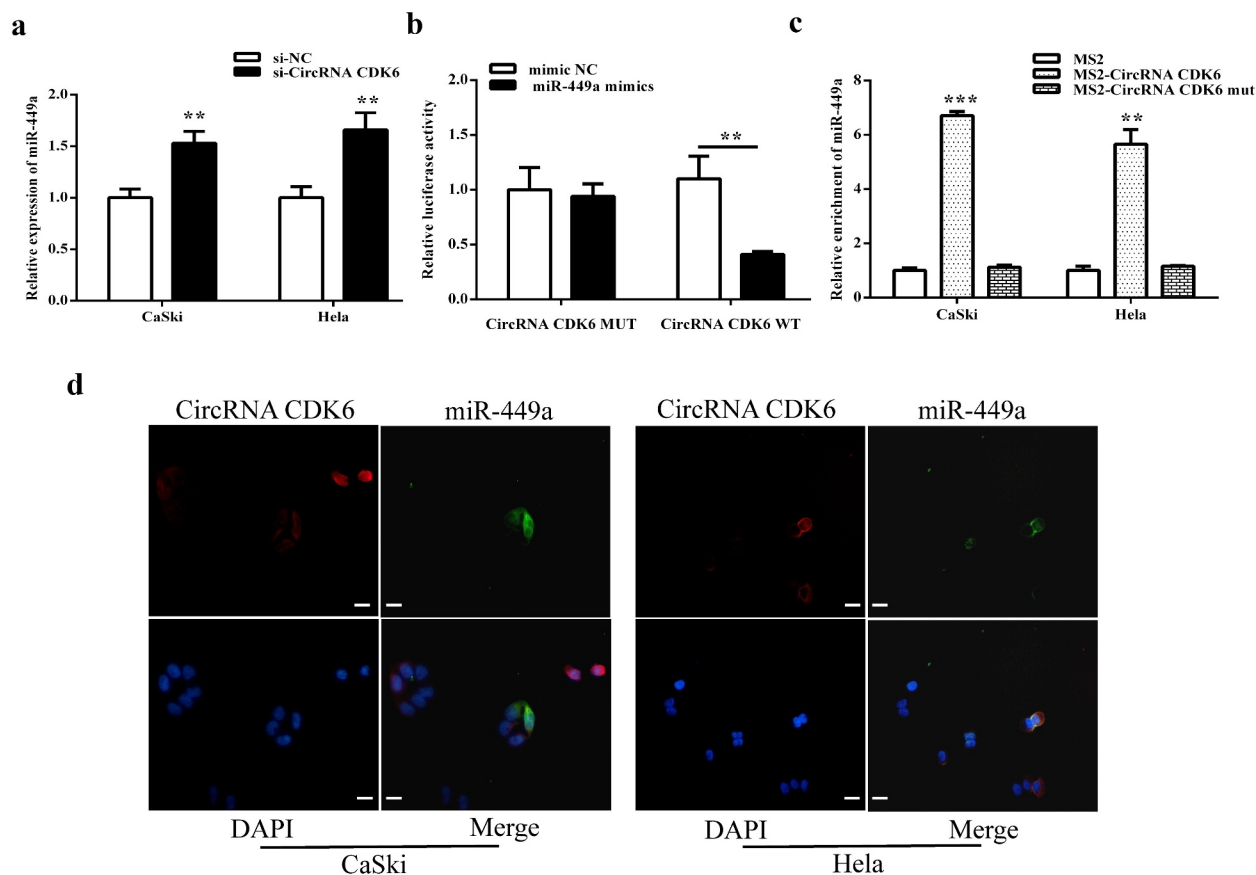 a
si-NC
si-CircRNA CDK6
Relative expression of miR-449a
2.0
1.5
1.0
0.5
0.0
**
**
CaSki
Hela
b
mimic NC
miR-449a mimics
Relative luciferase activity
2.0
1.5
1.0
0.5
0.0
**
CircRNA CDK6 MUT
CircRNA CDK6 WT
c
MS2
MS2-CircRNA CDK6
MS2-CircRNA CDK6 mut
Relative enrichment of miR-449a
8
6
4
2
0
***
**
CaSki
Hela
d
CircRNA CDK6
miR-449a
CircRNA CDK6
miR-449a
DAPI
Merge
DAPI
Merge
CaSki
Hela